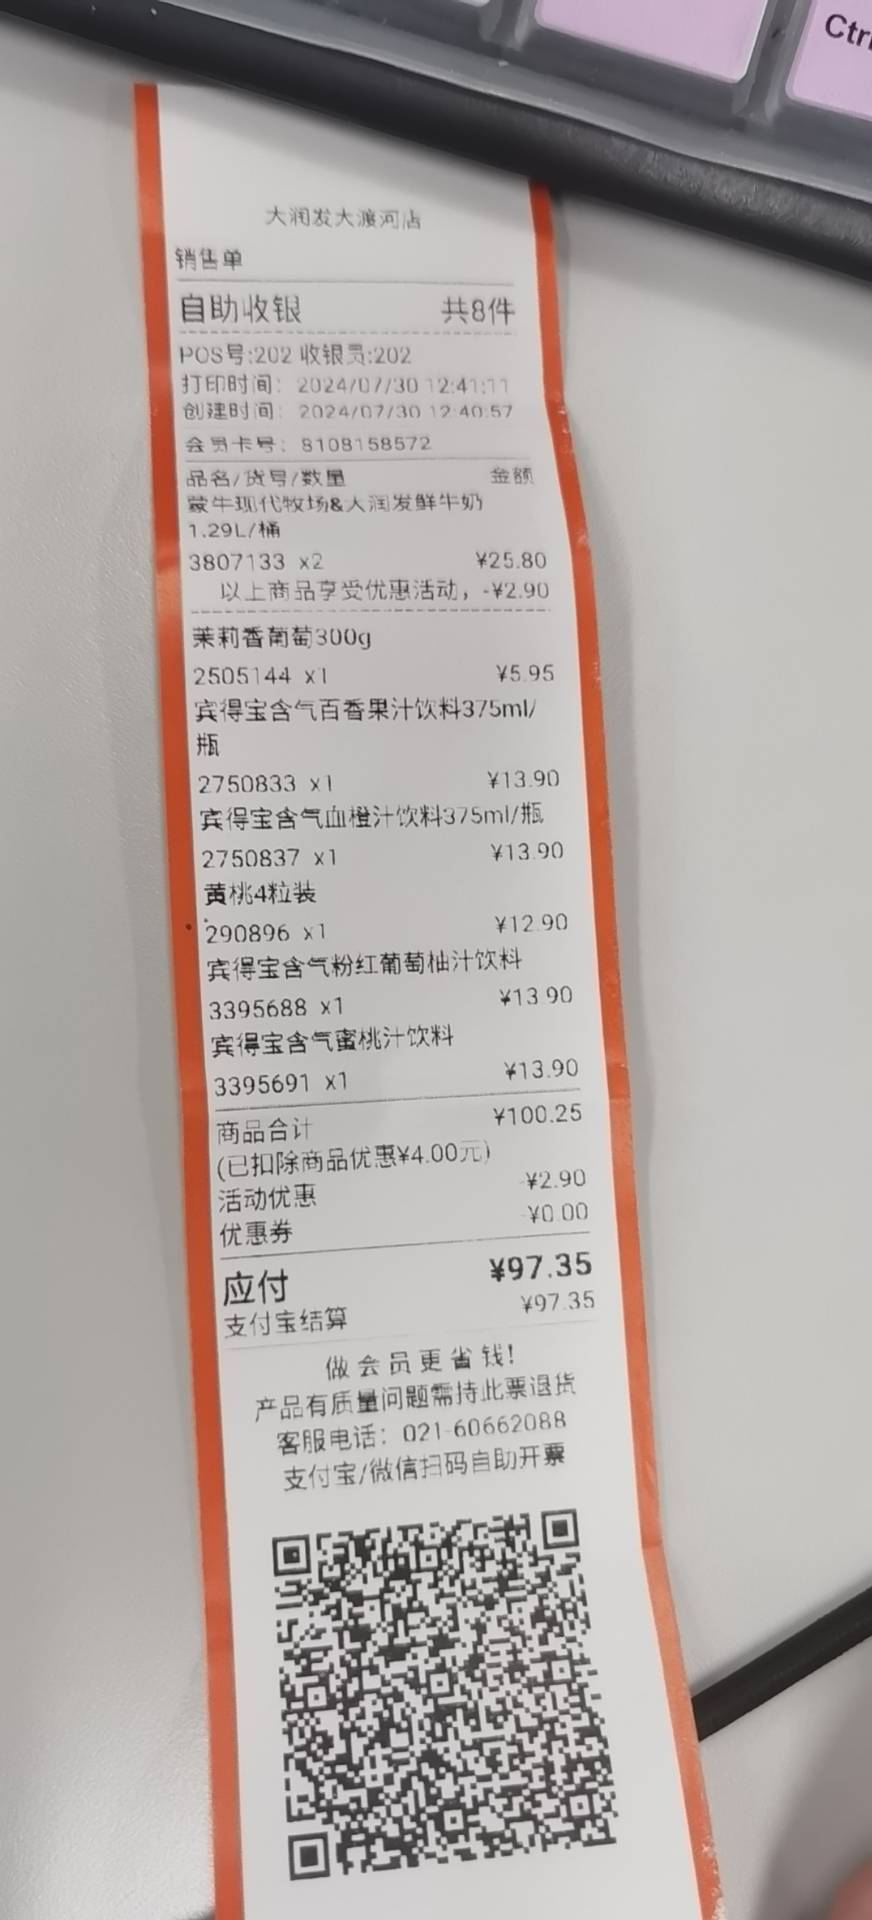 Ctrl
大润发大渡河店
销售单
自助收银 共8件
POS号:202 收银员:202
打印时间: 2024/07/30 12:41:11
创建时间: 2024/07/30 12:40:57
会员卡号: 8108158572
品名/货号/数量 金额
蒙牛现代牧场&大润发鲜牛奶
1.29L/桶
3807133 x2 ¥25.80
以上商品享受优惠活动，-¥2.90
茉莉香葡萄300g
2505144 x1 ¥5.95
宾得宝含气百香果汁饮料375ml/
瓶
2750833 x1 ¥13.90
宾得宝含气血橙汁饮料375ml/瓶
2750837 x1 ¥13.90
黄桃4粒装
290896 x1 ¥12.90
宾得宝含气粉红葡萄柚汁饮料
3395688 x1 ¥13.90
宾得宝含气蜜桃汁饮料
3395691 x1 ¥13.90
商品合计 ¥100.25
(已扣除商品优惠¥4.00元)
活动优惠 -¥2.90
优惠券 -¥0.00
应付 ¥97.35
支付宝结算 ¥97.35
做会员更省钱!
产品有质量问题需持此票退货
客服电话: 021-60662088
支付宝/微信扫码自助开票